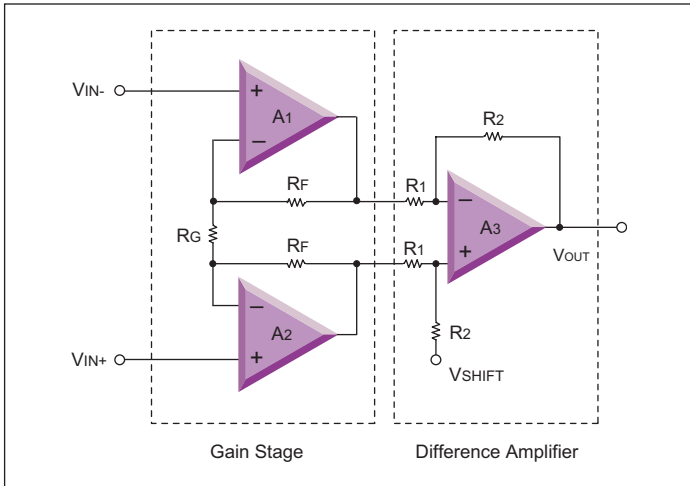 VIN-
+
A1
−
RF
RG
RF
−
A2
+
VIN+
R1
R2
−
A3
+
R1
VOUT
R2
VSHIFT
Gain Stage
Difference Amplifier